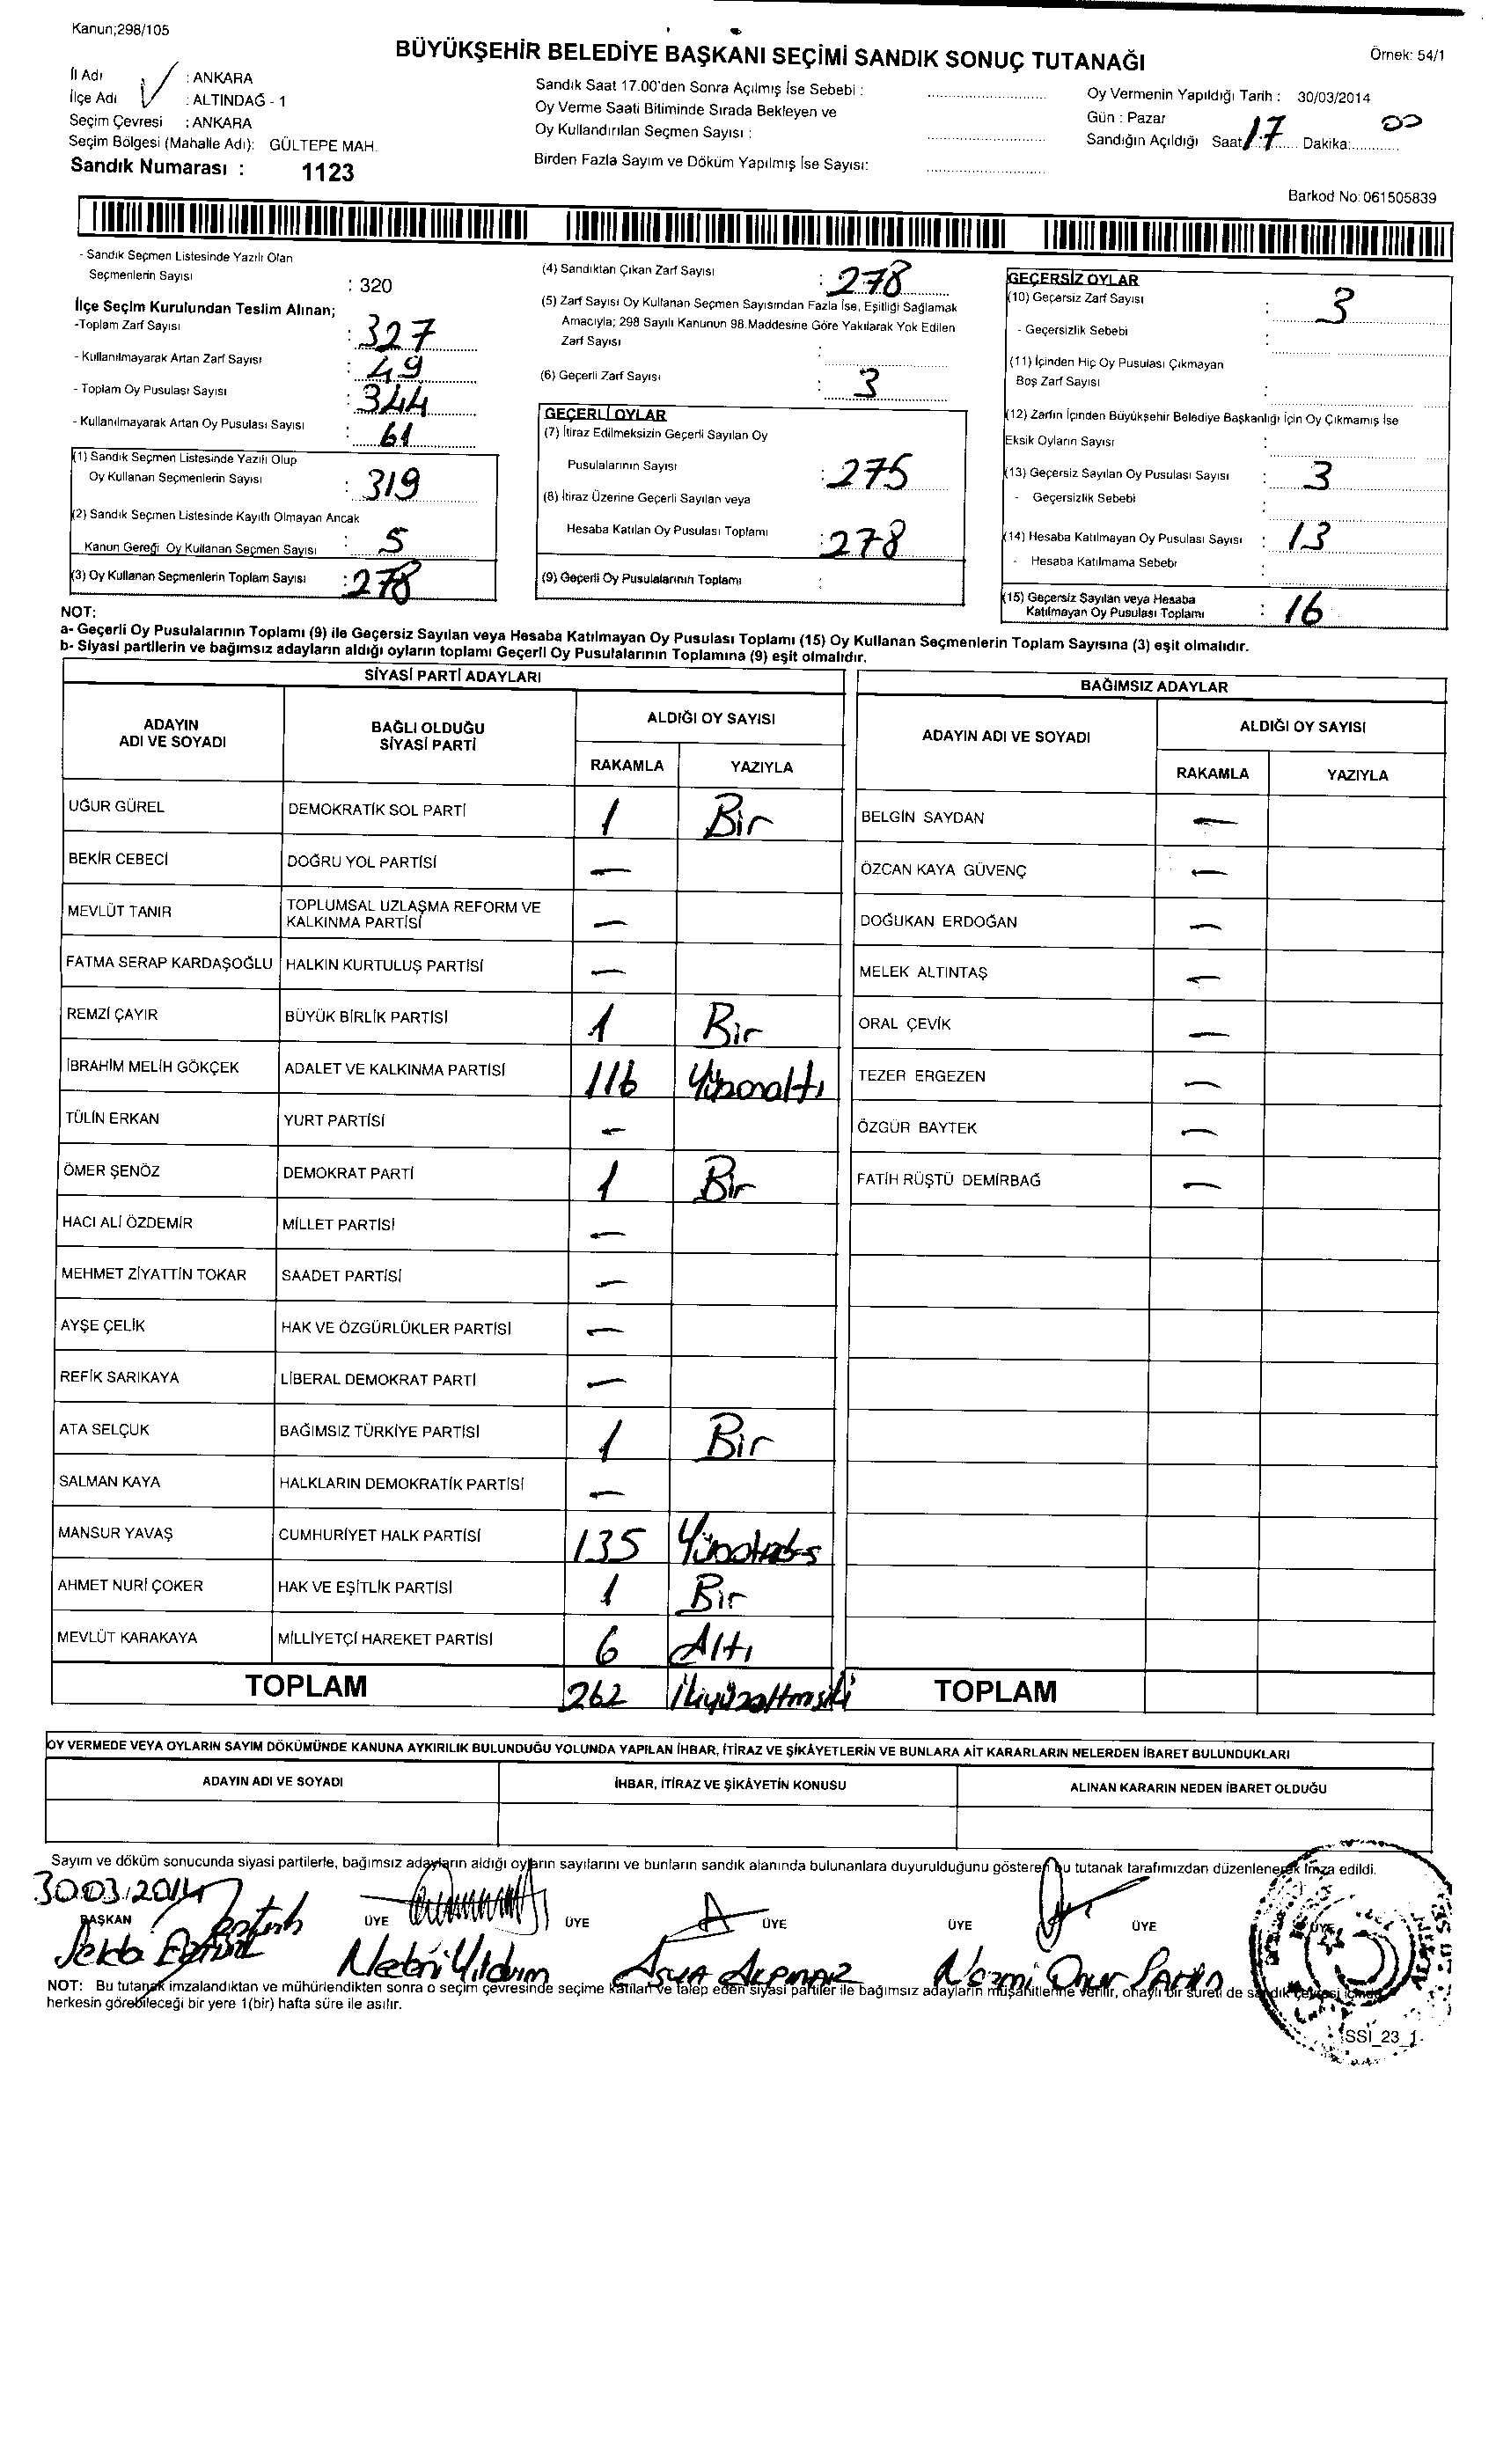 Kanun;298/105
BÜYÜKŞEHİR BELEDİYE BAŞKANI SEÇİMİ SANDIK SONUÇ TUTANAĞI
Örnek: 54/1
İl Adı : ANKARA
İlçe Adı : ALTINDAĞ - 1
Seçim Çevresi : ANKARA
Seçim Bölgesi (Mahalle Adı): GÜLTEPE MAH.
Sandık Numarası : 1123
Sandık Saat 17.00'den Sonra Açılmış İse Sebebi :
Oy Verme Saati Bitiminde Sırada Bekleyen ve
Oy Kullandırılan Seçmen Sayısı :
Birden Fazla Sayım ve Döküm Yapılmış İse Sayısı:
Oy Vermenin Yapıldığı Tarih : 30/03/2014
Gün : Pazar
Sandığın Açıldığı Saat 17 Dakika: 00
Barkod No: 061505839
- Sandık Seçmen Listesinde Yazılı Olan
Seçmenlerin Sayısı : 320
İlçe Seçim Kurulundan Teslim Alınan;
-Toplam Zarf Sayısı : 327
- Kullanılmayarak Artan Zarf Sayısı : 49
- Toplam Oy Pusulası Sayısı : 344
- Kullanılmayarak Artan Oy Pusulası Sayısı : 61
(1) Sandık Seçmen Listesinde Yazılı Olup
Oy Kullanan Seçmenlerin Sayısı : 319
(2) Sandık Seçmen Listesinde Kayıtlı Olmayan Ancak
Kanun Gereği Oy Kullanan Seçmen Sayısı : 5
(3) Oy Kullanan Seçmenlerin Toplam Sayısı : 278
(4) Sandıktan Çıkan Zarf Sayısı : 278
(5) Zarf Sayısı Oy Kullanan Seçmen Sayısından Fazla İse, Eşitliği Sağlamak
Amacıyla; 298 Sayılı Kanunun 98.Maddesine Göre Yakılarak Yok Edilen
Zarf Sayısı :
(6) Geçerli Zarf Sayısı : 3
GEÇERLİ OYLAR
(7) İtiraz Edilmeksizin Geçerli Sayılan Oy
Pusulalarının Sayısı : 275
(8) İtiraz Üzerine Geçerli Sayılan veya
Hesaba Katılan Oy Pusulası Toplamı : 278
(9) Geçerli Oy Pusulalarının Toplamı :
GEÇERSİZ OYLAR
(10) Geçersiz Zarf Sayısı : 3
- Geçersizlik Sebebi :
(11) İçinden Hiç Oy Pusulası Çıkmayan
Boş Zarf Sayısı :
(12) Zarfın İçinden Büyükşehir Belediye Başkanlığı İçin Oy Çıkmamış İse
Eksik Oyların Sayısı :
(13) Geçersiz Sayılan Oy Pusulası Sayısı : 3
- Geçersizlik Sebebi :
(14) Hesaba Katılmayan Oy Pusulası Sayısı : 13
- Hesaba Katılmama Sebebi :
(15) Geçersiz Sayılan veya Hesaba
Katılmayan Oy Pusulası Toplamı : 16
NOT:
a- Geçerli Oy Pusulalarının Toplamı (9) ile Geçersiz Sayılan veya Hesaba Katılmayan Oy Pusulası Toplamı (15) Oy Kullanan Seçmenlerin Toplam Sayısına (3) eşit olmalıdır.
b- Siyasi partilerin ve bağımsız adayların aldığı oyların toplamı Geçerli Oy Pusulalarının Toplamına (9) eşit olmalıdır.
SİYASİ PARTİ ADAYLARI
ADAYIN ADI VE SOYADI BAĞLI OLDUĞU SİYASİ PARTİ ALDIĞI OY SAYISI
RAKAMLA YAZIYLA
UĞUR GÜREL DEMOKRATİK SOL PARTİ 1 Bir
BEKİR CEBECİ DOĞRU YOL PARTİSİ —
MEVLÜT TANIR TOPLUMSAL UZLAŞMA REFORM VE KALKINMA PARTİSİ —
FATMA SERAP KARDAŞOĞLU HALKIN KURTULUŞ PARTİSİ —
REMZİ ÇAYIR BÜYÜK BİRLİK PARTİSİ 1 Bir
İBRAHİM MELİH GÖKÇEK ADALET VE KALKINMA PARTİSİ 116 Yüzonaltı
TÜLİN ERKAN YURT PARTİSİ —
ÖMER ŞENÖZ DEMOKRAT PARTİ 1 Bir
HACI ALİ ÖZDEMİR MİLLET PARTİSİ —
MEHMET ZİYATTİN TOKAR SAADET PARTİSİ —
AYŞE ÇELİK HAK VE ÖZGÜRLÜKLER PARTİSİ —
REFİK SARIKAYA LİBERAL DEMOKRAT PARTİ —
ATA SELÇUK BAĞIMSIZ TÜRKİYE PARTİSİ 1 Bir
SALMAN KAYA HALKLARIN DEMOKRATİK PARTİSİ —
MANSUR YAVAŞ CUMHURİYET HALK PARTİSİ 135
AHMET NURİ ÇOKER HAK VE EŞİTLİK PARTİSİ 1 Bir
MEVLÜT KARAKAYA MİLLİYETÇİ HAREKET PARTİSİ 6 Altı
TOPLAM 262
BAĞIMSIZ ADAYLAR
ADAYIN ADI VE SOYADI ALDIĞI OY SAYISI
RAKAMLA YAZIYLA
BELGİN SAYDAN —
ÖZCAN KAYA GÜVENÇ —
DOĞUKAN ERDOĞAN —
MELEK ALTINTAŞ —
ORAL ÇEVİK —
TEZER ERGEZEN —
ÖZGÜR BAYTEK —
FATİH RÜŞTÜ DEMİRBAĞ —
TOPLAM
OY VERMEDE VEYA OYLARIN SAYIM DÖKÜMÜNDE KANUNA AYKIRILIK BULUNDUĞU YOLUNDA YAPILAN İHBAR, İTİRAZ VE ŞİKÂYETLERİN VE BUNLARA AİT KARARLARIN NELERDEN İBARET BULUNDUKLARI
ADAYIN ADI VE SOYADI İHBAR, İTİRAZ VE ŞİKÂYETİN KONUSU ALINAN KARARIN NEDEN İBARET OLDUĞU
Sayım ve döküm sonucunda siyasi partilerle, bağımsız adayların aldığı oyların sayılarını ve bunların sandık alanında bulunanlara duyurulduğunu gösteren bu tutanak tarafımızdan düzenlenerek imza edildi.
30.03.2014
BAŞKAN ÜYE ÜYE ÜYE ÜYE ÜYE ÜYE
Yıldırım Asua Akpınar Nazmi Onur
NOT: Bu tutanak imzalandıktan ve mühürlendikten sonra o seçim çevresinde seçime katılan ve talep eden siyasi partiler ile bağımsız adayların müşahitlerine verilir, onaylı bir sureti de sandık çevresi içinde
herkesin görebileceği bir yere 1(bir) hafta süre ile asılır.
SSİ_23_1